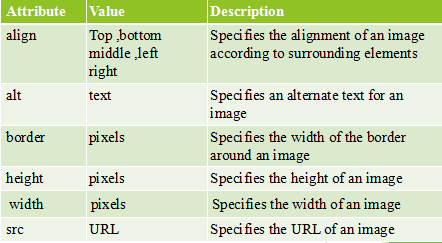 Attribute Value Description
align Top ,bottom Specifies the alignment of an image
middle ,left according to surrounding elements
right
alt text Specifies an alternate text for an
image
border pixels Specifies the width of the border
around an image
height pixels Specifies the height of an image
width pixels Specifies the width of an image
src URL Specifies the URL of an image